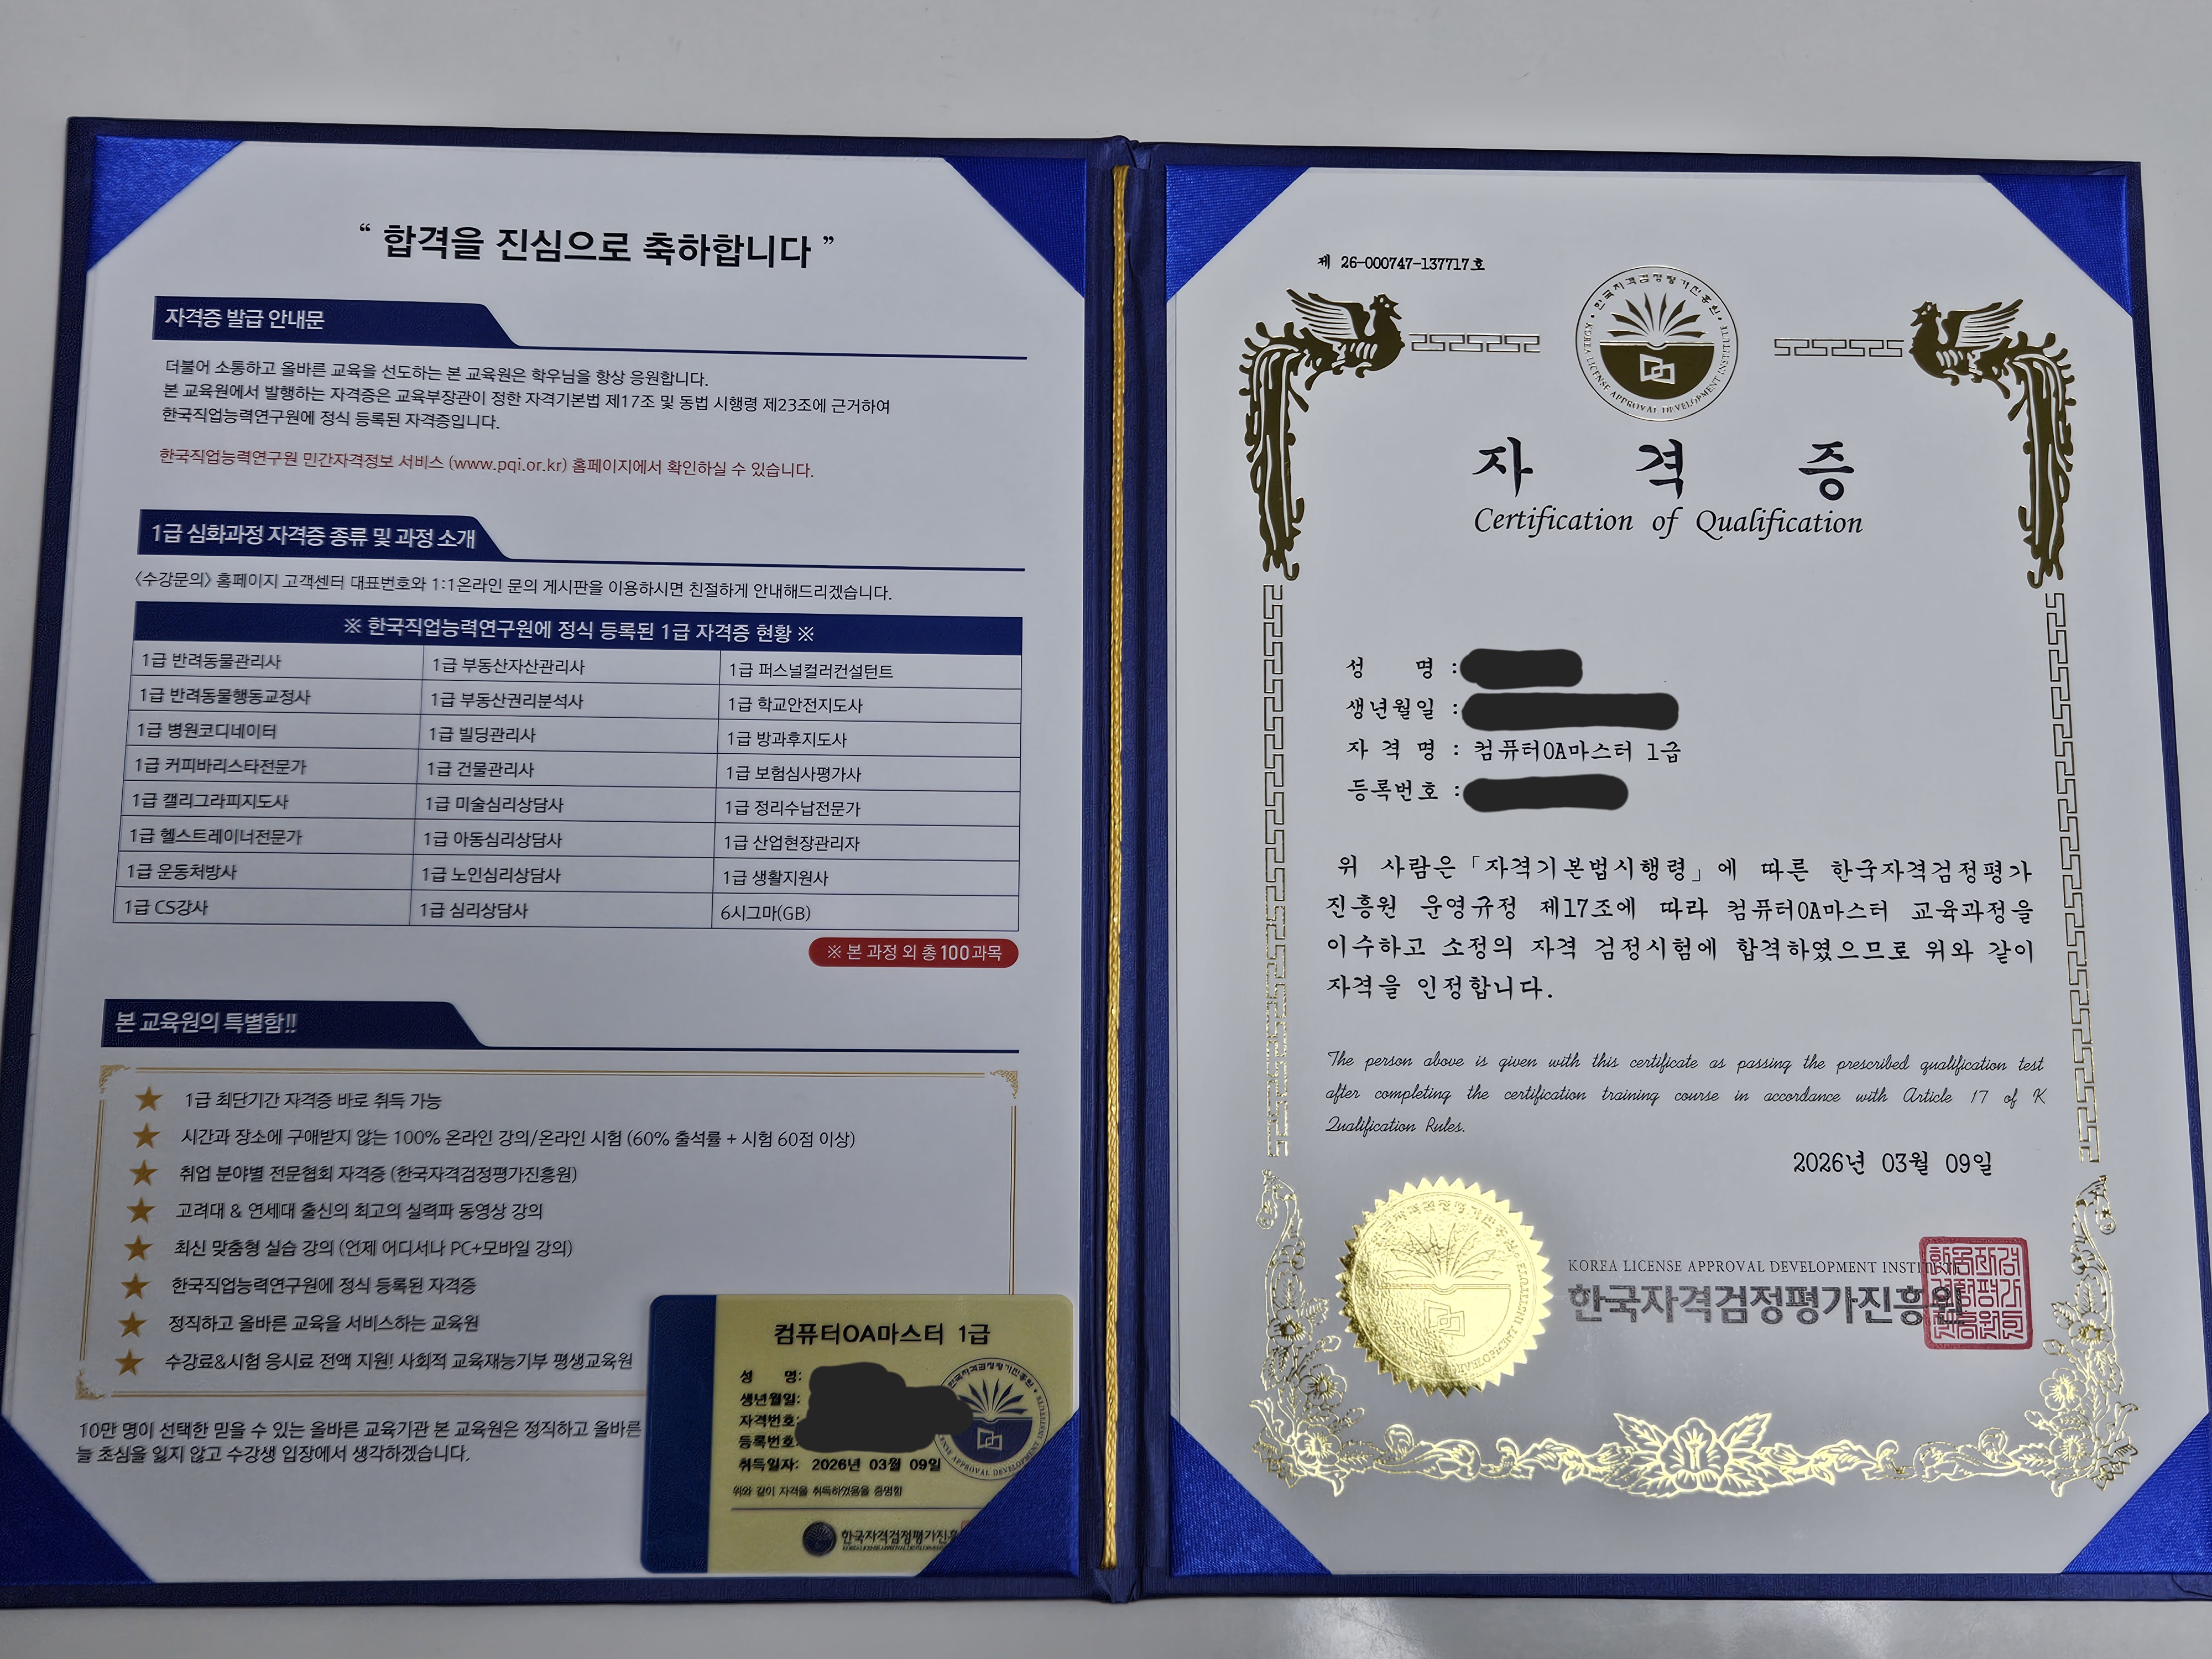 “ 합격을 진심으로 축하합니다 ”
자격증 발급 안내문
더불어 소통하고 올바른 교육을 선도하는 본 교육원은 학우님을 항상 응원합니다.
본 교육원에서 발행하는 자격증은 교육부장관이 정한 자격기본법 제17조 및 동법 시행령 제23조에 근거하여
한국직업능력연구원에 정식 등록된 자격증입니다.
한국직업능력연구원 민간자격정보 서비스 (www.pqi.or.kr) 홈페이지에서 확인하실 수 있습니다.
1급 심화과정 자격증 종류 및 과정 소개
<수강문의> 홈페이지 고객센터 대표번호와 1:1온라인 문의 게시판을 이용하시면 친절하게 안내해드리겠습니다.
※ 한국직업능력연구원에 정식 등록된 1급 자격증 현황 ※
1급 반려동물관리사 1급 부동산자산관리사 1급 퍼스널컬러컨설턴트
1급 반려동물행동교정사 1급 부동산권리분석사 1급 학교안전지도사
1급 병원코디네이터 1급 빌딩관리사 1급 방과후지도사
1급 커피바리스타전문가 1급 건물관리사 1급 보험심사평가사
1급 캘리그라피지도사 1급 미술심리상담사 1급 정리수납전문가
1급 헬스트레이너전문가 1급 아동심리상담사 1급 산업현장관리자
1급 운동처방사 1급 노인심리상담사 1급 생활지원사
1급 CS강사 1급 심리상담사 6시그마(GB)
※ 본 과정 외 총 100과목
본 교육원의 특별함!!
1급 최단기간 자격증 바로 취득 가능
시간과 장소에 구애받지 않는 100% 온라인 강의/온라인 시험 (60% 출석률 + 시험 60점 이상)
취업 분야별 전문협회 자격증 (한국자격검정평가진흥원)
고려대 & 연세대 출신의 최고의 실력파 동영상 강의
최신 맞춤형 실습 강의 (언제 어디서나 PC+모바일 강의)
한국직업능력연구원에 정식 등록된 자격증
정직하고 올바른 교육을 서비스하는 교육원
수강료&시험 응시료 전액 지원! 사회적 교육재능기부 평생교육원
10만 명이 선택한 믿을 수 있는 올바른 교육기관 본 교육원은 정직하고 올바른
늘 초심을 잃지 않고 수강생 입장에서 생각하겠습니다.
컴퓨터OA마스터 1급
성 명:
생년월일:
자격번호:
등록번호:
취득일자: 2026년 03월 09일
위와 같이 자격을 취득하였음을 증명함
한국자격검정평가진흥
제 26-000747-137717호
한국자격검정평가진흥원
KOREA LICENSE APPROVAL DEVELOPMENT INSTITUTE
자 격 증
Certification of Qualification
성 명 :
생년월일 :
자 격 명 : 컴퓨터OA마스터 1급
등록번호 :
위 사람은「자격기본법시행령」에 따른 한국자격검정평가
진흥원 운영규정 제17조에 따라 컴퓨터OA마스터 교육과정을
이수하고 소정의 자격 검정시험에 합격하였으므로 위와 같이
자격을 인정합니다.
The person above is given with this certificate as passing the prescribed qualification test
after completing the certification training course in accordance with Article 17 of K
Qualification Rules.
2026년 03월 09일
KOREA LICENSE APPROVAL DEVELOPMENT INSTITUTE
한국자격검정평가진흥원